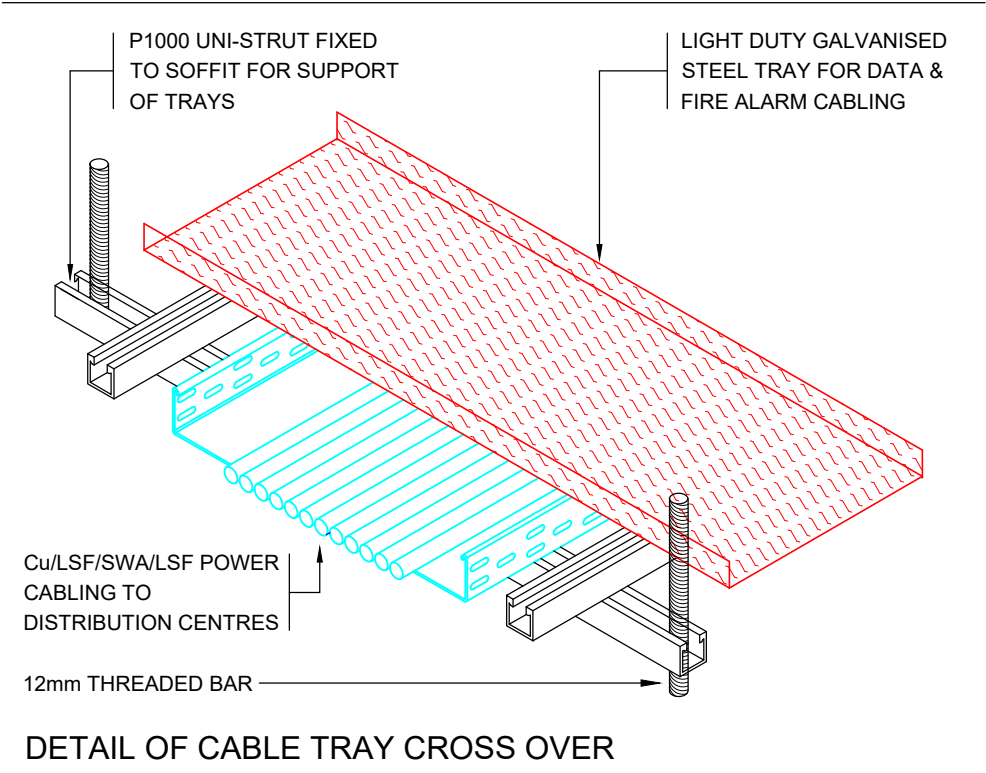 P1000 UNI-STRUT FIXED
TO SOFFIT FOR SUPPORT
OF TRAYS
LIGHT DUTY GALVANISED
STEEL TRAY FOR DATA &
FIRE ALARM CABLING
Cu/LSF/SWA/LSF POWER
CABLING TO
DISTRIBUTION CENTRES
12mm THREADED BAR
DETAIL OF CABLE TRAY CROSS OVER